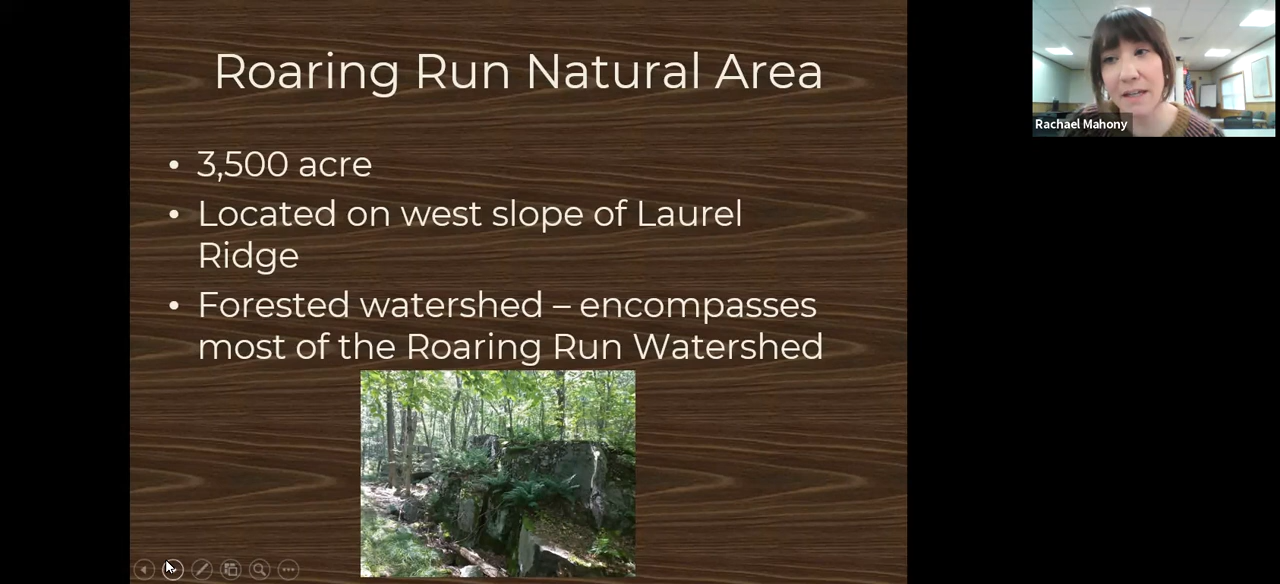 Roaring Run Natural Area
• 3,500 acre
• Located on west slope of Laurel
Ridge
• Forested watershed – encompasses
most of the Roaring Run Watershed
Rachael Mahony